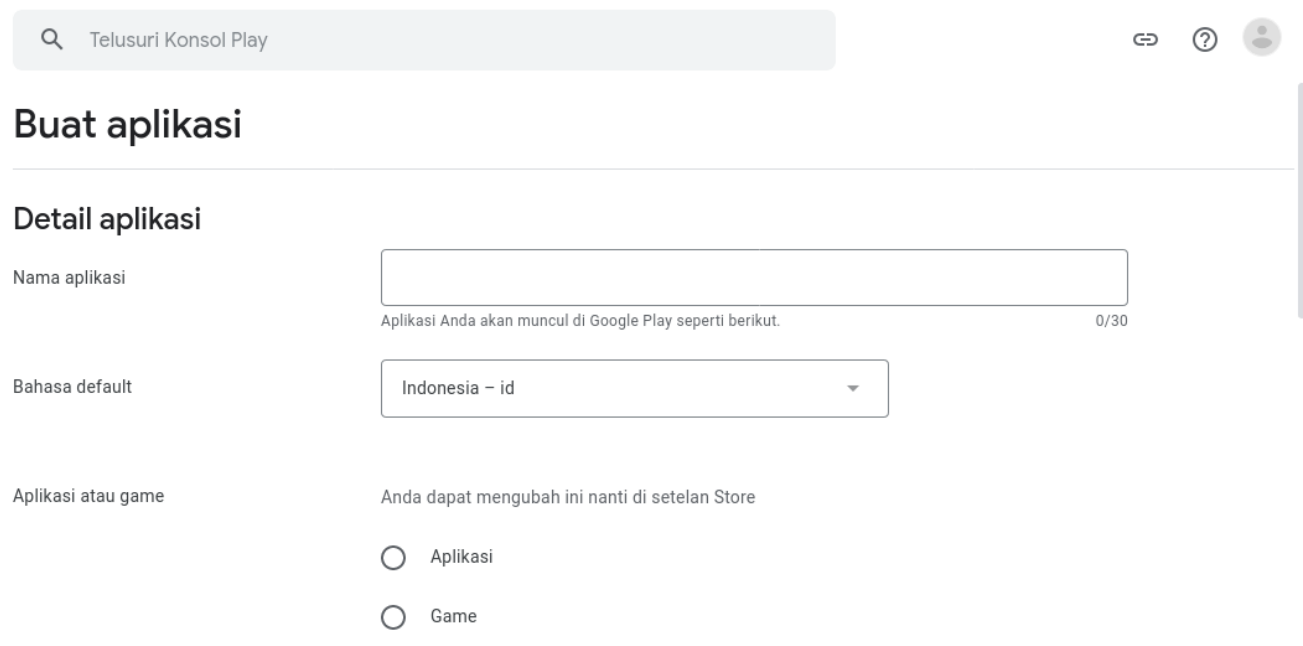 Telusuri Konsol Play
Buat aplikasi
Detail aplikasi
Nama aplikasi
Aplikasi Anda akan muncul di Google Play seperti berikut.
0/30
Bahasa default
Indonesia – id
Aplikasi atau game
Anda dapat mengubah ini nanti di setelan Store
Aplikasi
Game